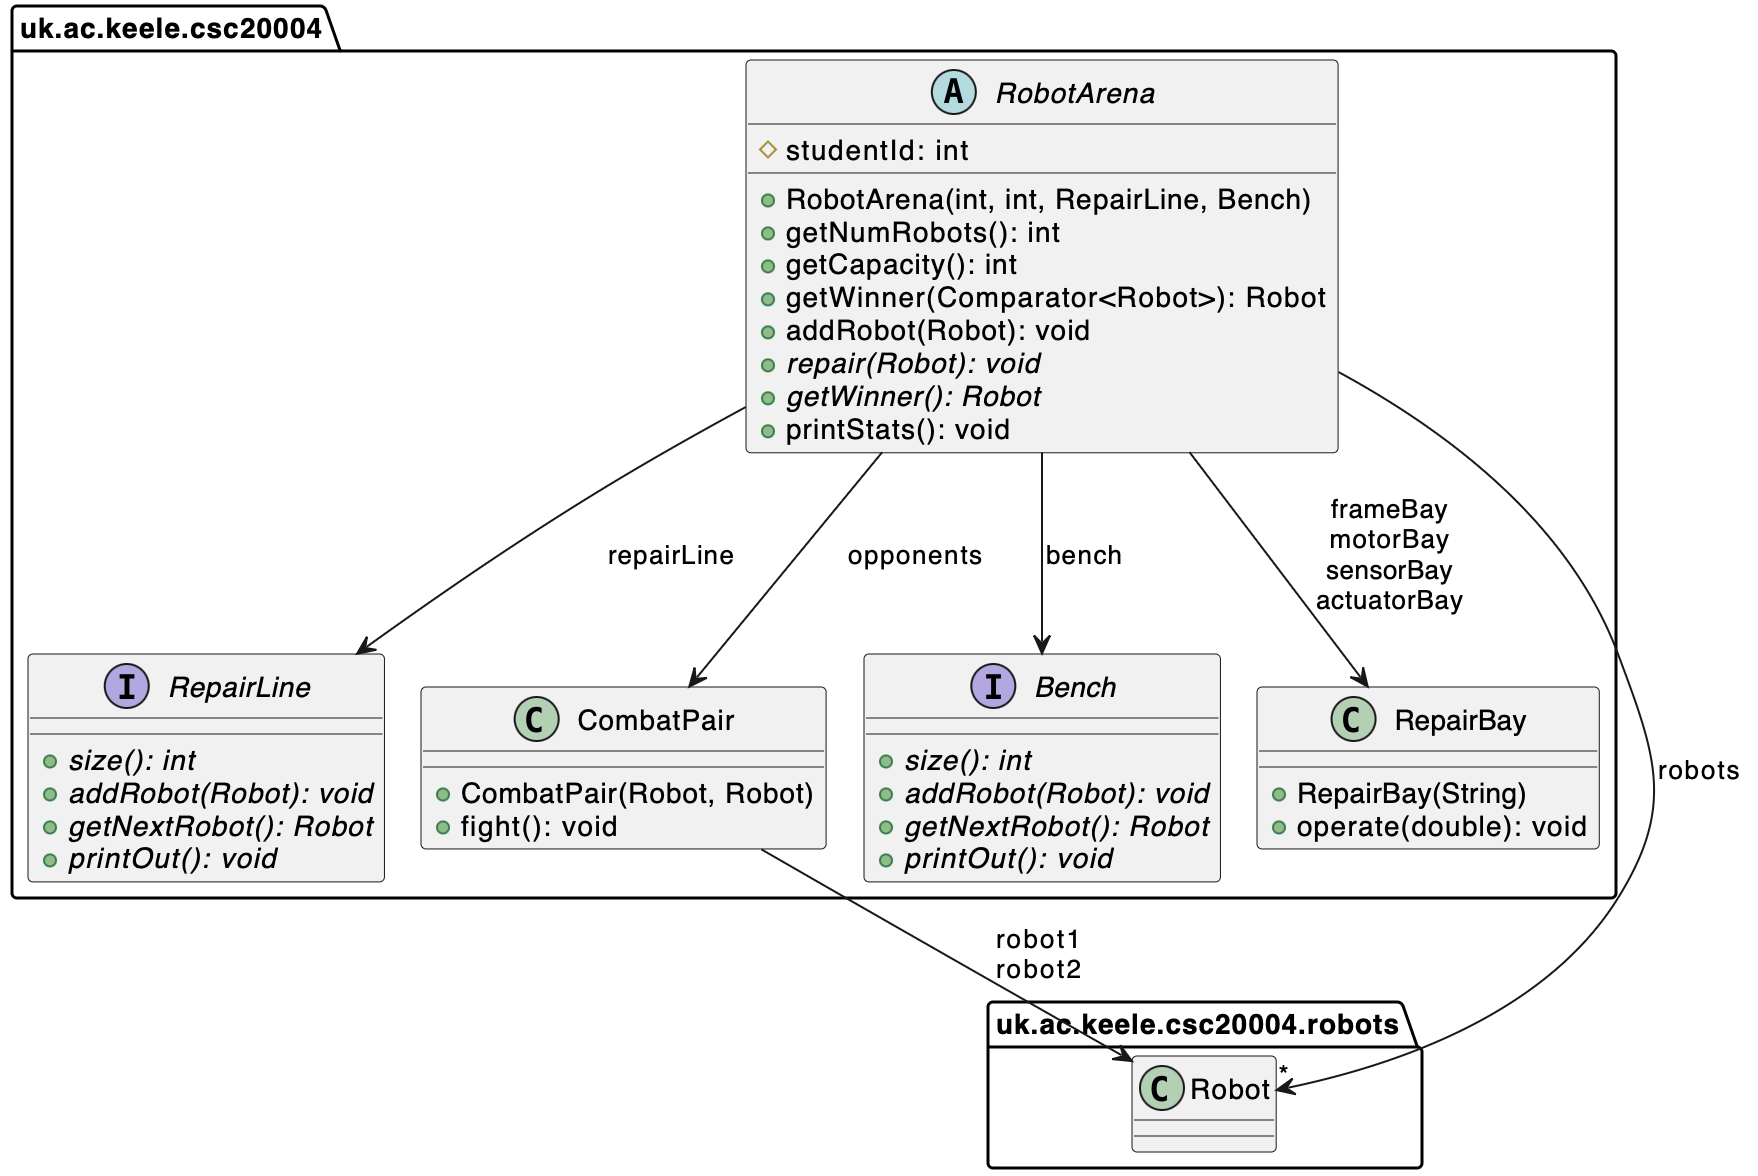 uk.ac.keele.csc20004
A RobotArena
studentId: int
RobotArena(int, int, RepairLine, Bench)
getNumRobots(): int
getCapacity(): int
getWinner(Comparator<Robot>): Robot
addRobot(Robot): void
repair(Robot): void
getWinner(): Robot
printStats(): void
repairLine
opponents
bench
frameBay
motorBay
sensorBay
actuatorBay
robots
I RepairLine
size(): int
addRobot(Robot): void
getNextRobot(): Robot
printOut(): void
C CombatPair
CombatPair(Robot, Robot)
fight(): void
I Bench
size(): int
addRobot(Robot): void
getNextRobot(): Robot
printOut(): void
C RepairBay
RepairBay(String)
operate(double): void
robot1
robot2
uk.ac.keele.csc20004.robots
C Robot
*